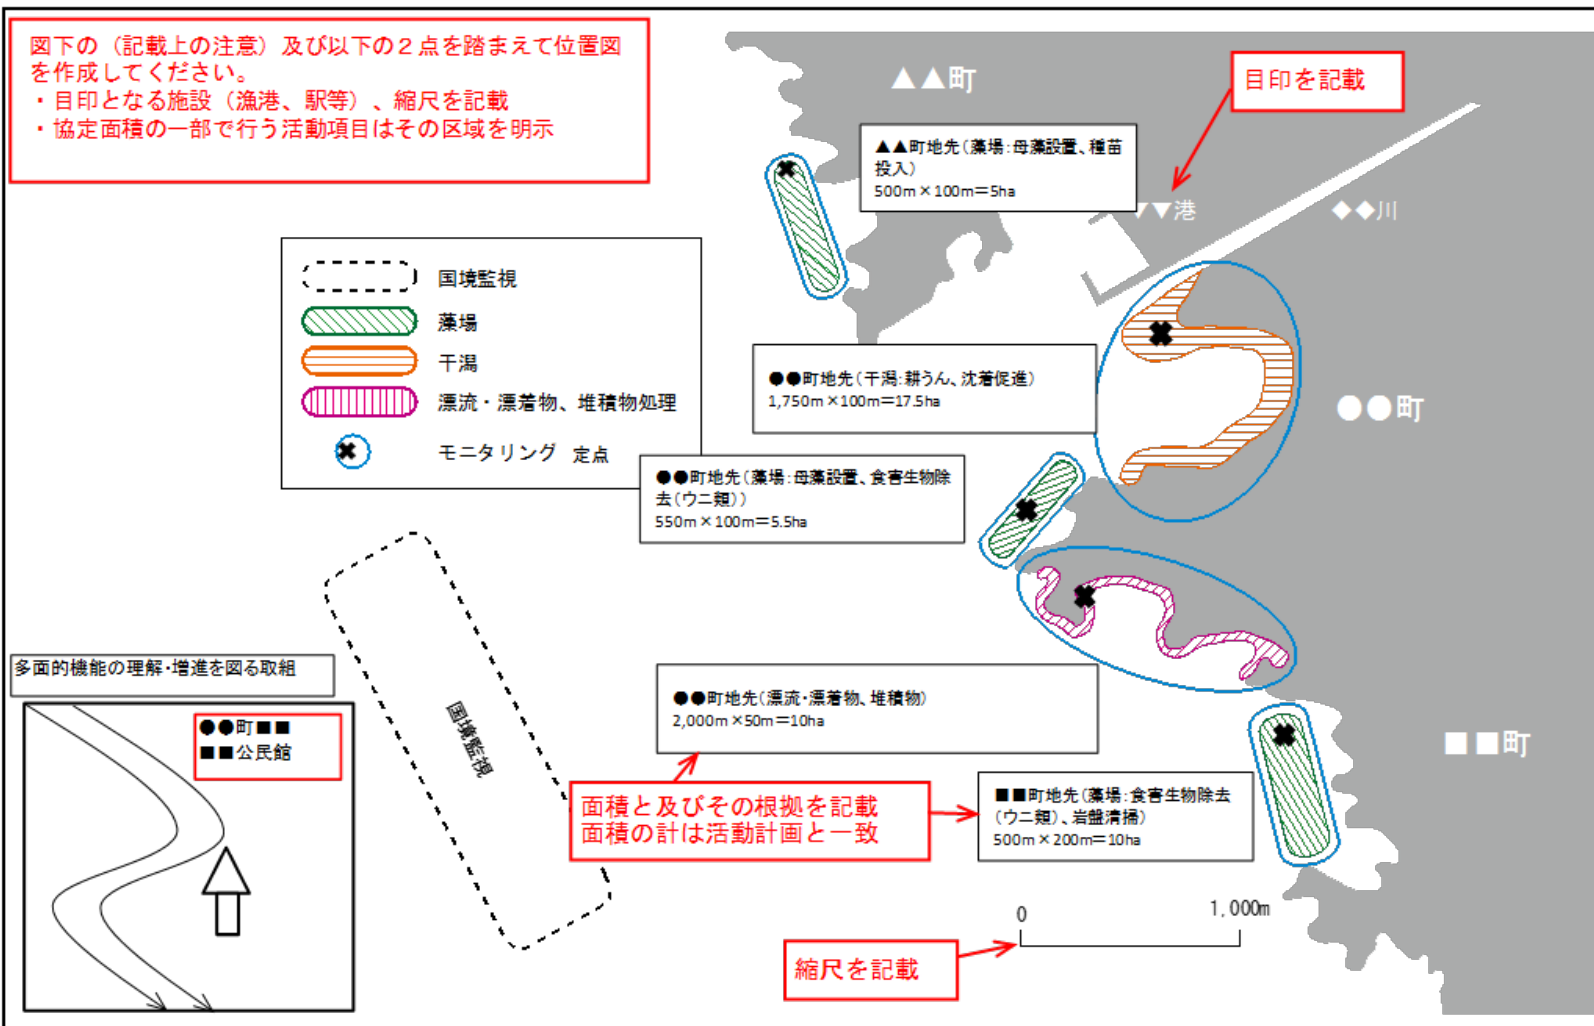 図下の（記載上の注意）及び以下の２点を踏まえて位置図
を作成してください。
・目印となる施設（漁港、駅等）、縮尺を記載
・協定面積の一部で行う活動項目はその区域を明示
▲▲町
目印を記載
▲▲町地先（藻場：母藻設置、種苗
投入）
500m×100m＝5ha
▼▼港
◆◆川
国境監視
藻場
干潟
漂流・漂着物、堆積物処理
モニタリング 定点
●●町地先（干潟：耕うん、沈着促進）
1,750m×100m＝17.5ha
●●町
●●町地先（藻場：母藻設置、食害生物除
去（ウニ類））
550m×100m＝5.5ha
多面的機能の理解・増進を図る取組
●●町■■
■■公民館
国境監視
●●町地先（漂流・漂着物、堆積物）
2,000m×50m＝10ha
■■町
面積と及びその根拠を記載
面積の計は活動計画と一致
■■町地先（藻場：食害生物除去
（ウニ類）、岩盤清掃）
500m×200m＝10ha
0
1,000m
縮尺を記載